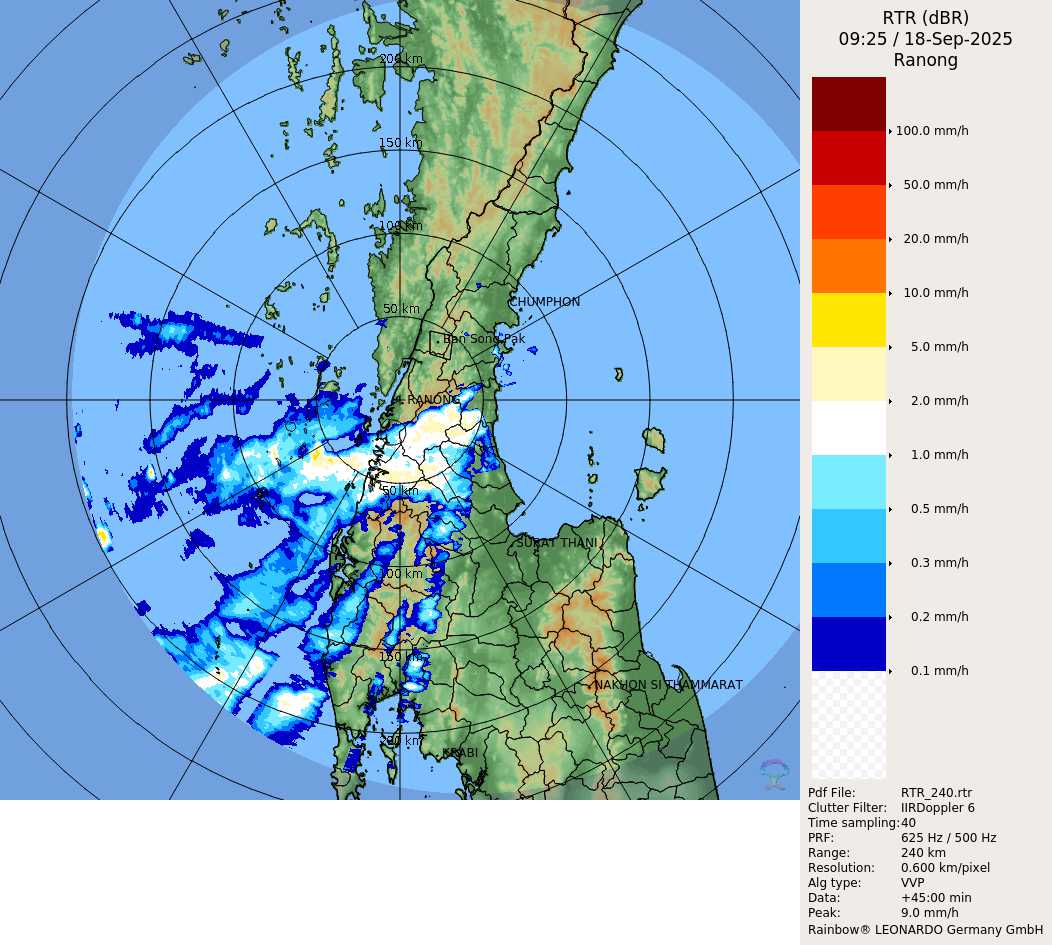 RTR (dBR)
09:25 / 18-Sep-2025
Ranong
100.0 mm/h
50.0 mm/h
20.0 mm/h
10.0 mm/h
5.0 mm/h
2.0 mm/h
1.0 mm/h
0.5 mm/h
0.3 mm/h
0.2 mm/h
0.1 mm/h
200 km
150 km
100 km
50 km
CHUMPHON
Ban Song Pak
RANONG
50 km
SURAT THANI
100 km
150 km
NAKHON SI THAMMARAT
200 km
KRABI
Pdf File: RTR_240.rtr
Clutter Filter: IIRDoppler 6
Time sampling: 40
PRF: 625 Hz / 500 Hz
Range: 240 km
Resolution: 0.600 km/pixel
Alg type: VVP
Data: +45:00 min
Peak: 9.0 mm/h
Rainbow® LEONARDO Germany GmbH